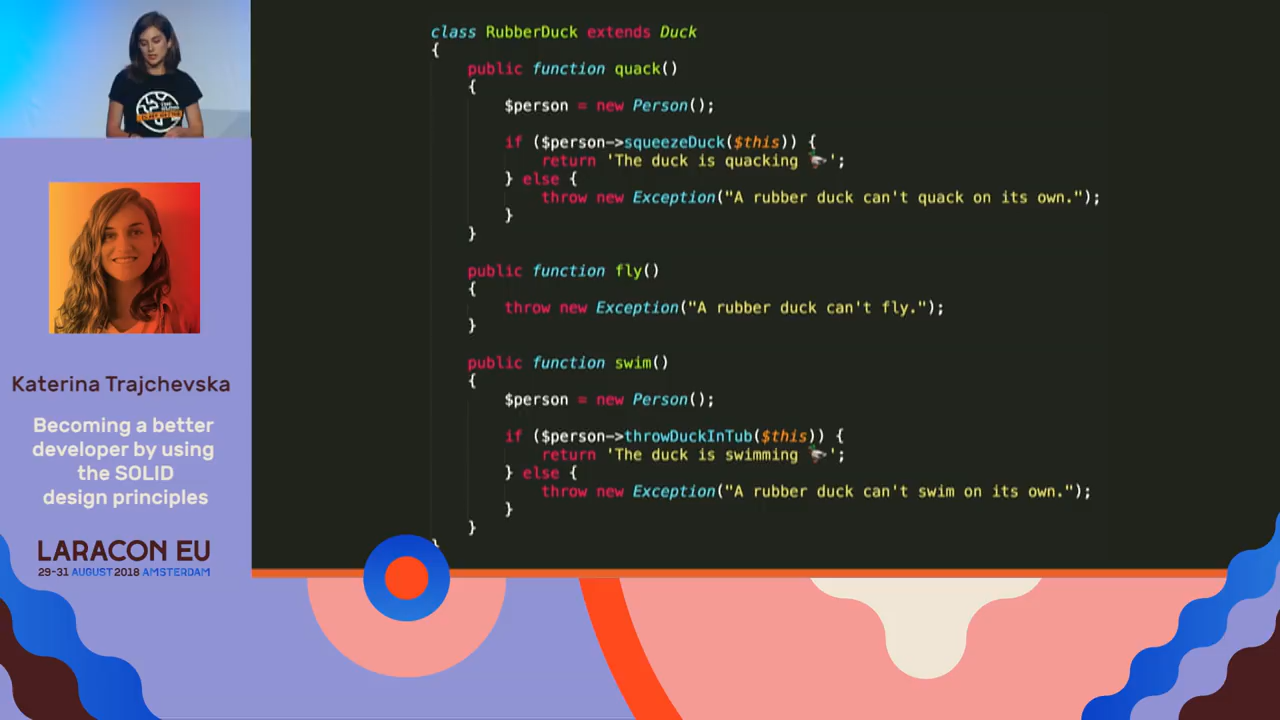 class RubberDuck extends Duck
{
    public function quack()
    {
        $person = new Person();
        if ($person->squeezeDuck($this)) {
            return 'The duck is quacking 🦆';
        } else {
            throw new Exception("A rubber duck can't quack on its own.");
        }
    }
    public function fly()
    {
        throw new Exception("A rubber duck can't fly.");
    }
    public function swim()
    {
        $person = new Person();
        if ($person->throwDuckInTub($this)) {
            return 'The duck is swimming 🦆';
        } else {
            throw new Exception("A rubber duck can't swim on its own.");
        }
    }
}
Katerina Trajchevska
Becoming a better
developer by using
the SOLID
design principles
LARACON EU
29-31 AUGUST 2018 AMSTERDAM